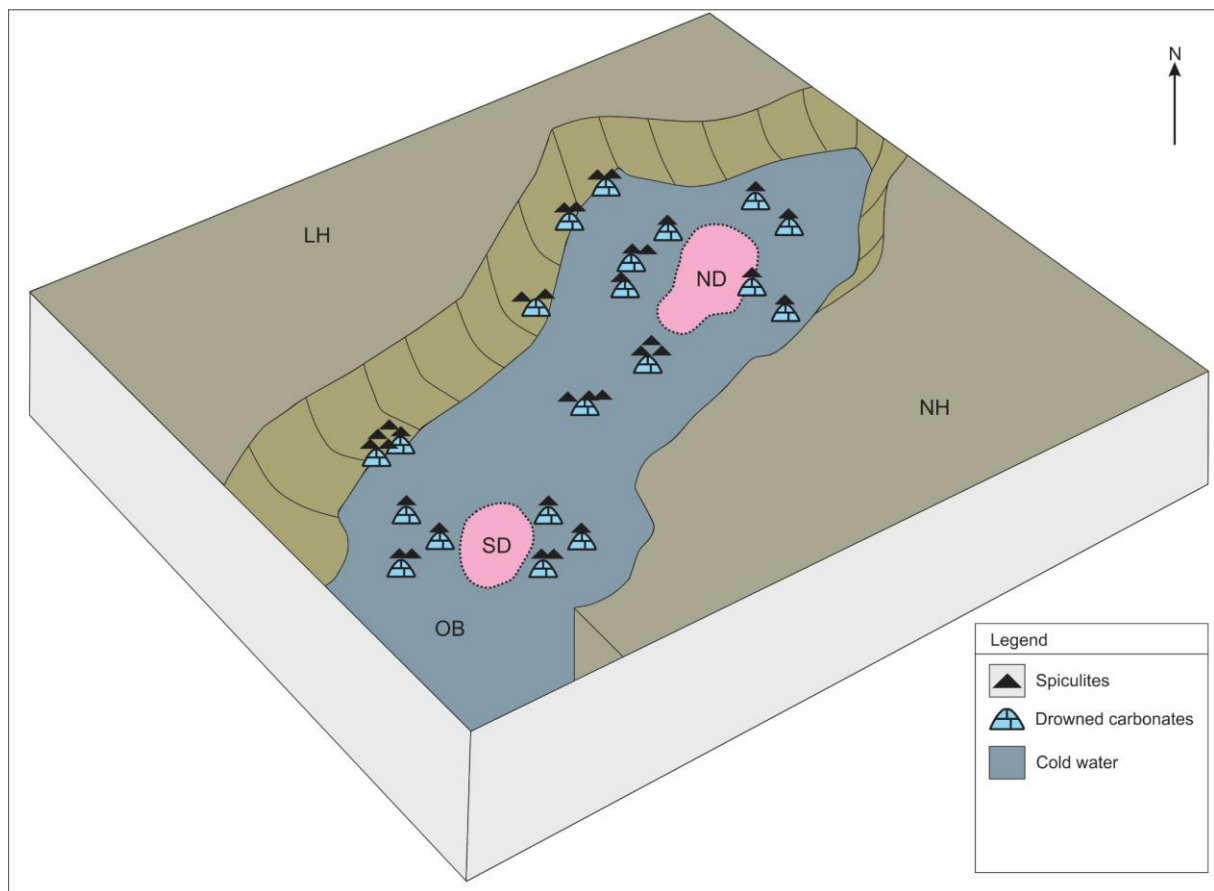 N
LH
ND
NH
SD
OB
Legend
Spiculites
Drowned carbonates
Cold water